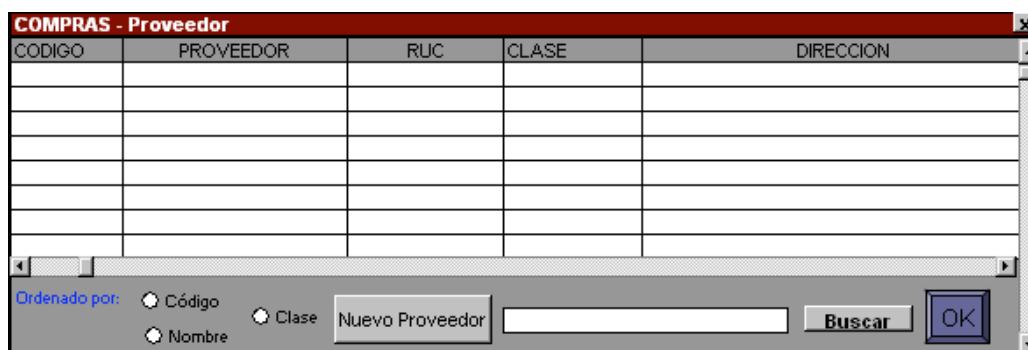 COMPRAS - Proveedor
CODIGO PROVEEDOR RUC CLASE DIRECCION
Ordenado por: Código Clase Nuevo Proveedor Buscar OK
Nombre